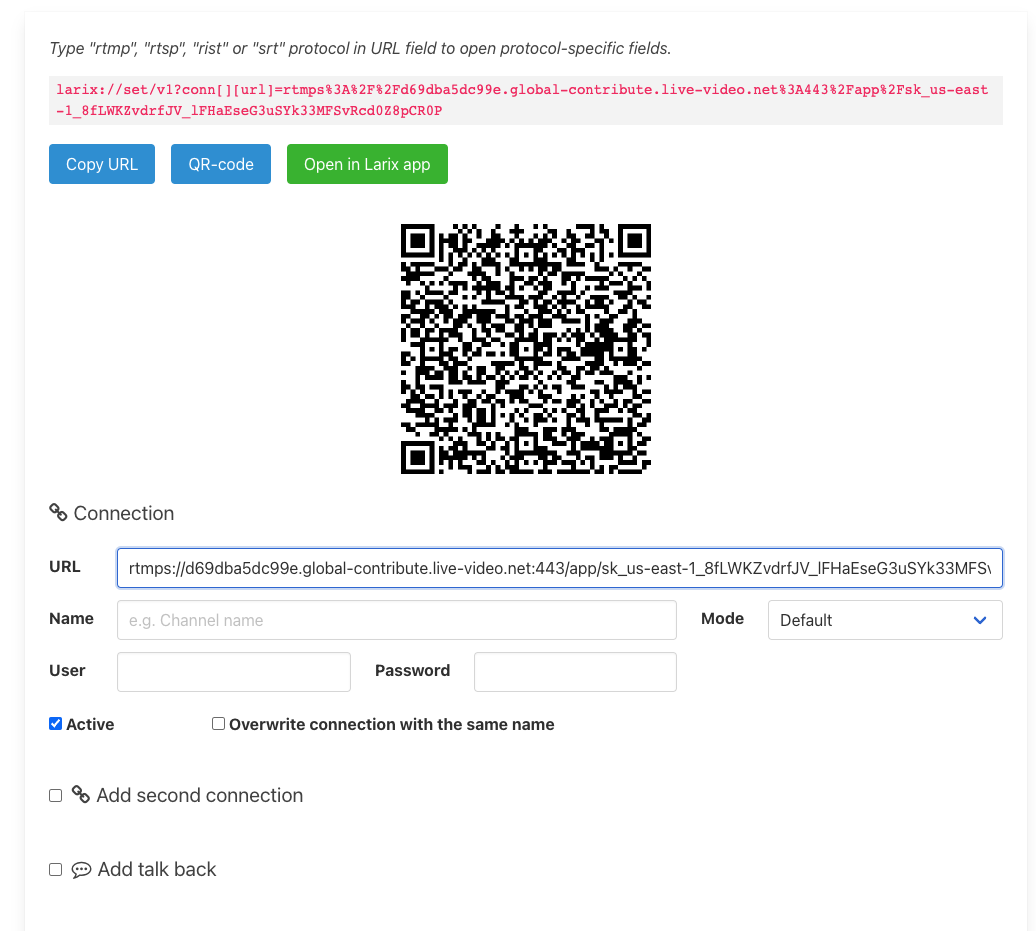 Type "rtmp", "rtsp", "rist" or "srt" protocol in URL field to open protocol-specific fields.
larix://set/v1?conn[][url]=rtmps%3A%2F%2Fd69dba5dc99e.global-contribute.live-video.net%3A443%2Fapp%2Fsk_us-east
-1_8fLWKZvdrfJV_lFHaEseG3uSYk33MFSvRcd0Z8pCR0P
Copy URL QR-code Open in Larix app
Connection
URL rtmps://d69dba5dc99e.global-contribute.live-video.net:443/app/sk_us-east-1_8fLWKZvdrfJV_lFHaEseG3uSYk33MFSv
Name e.g. Channel name Mode Default
User Password
Active Overwrite connection with the same name
Add second connection
Add talk back